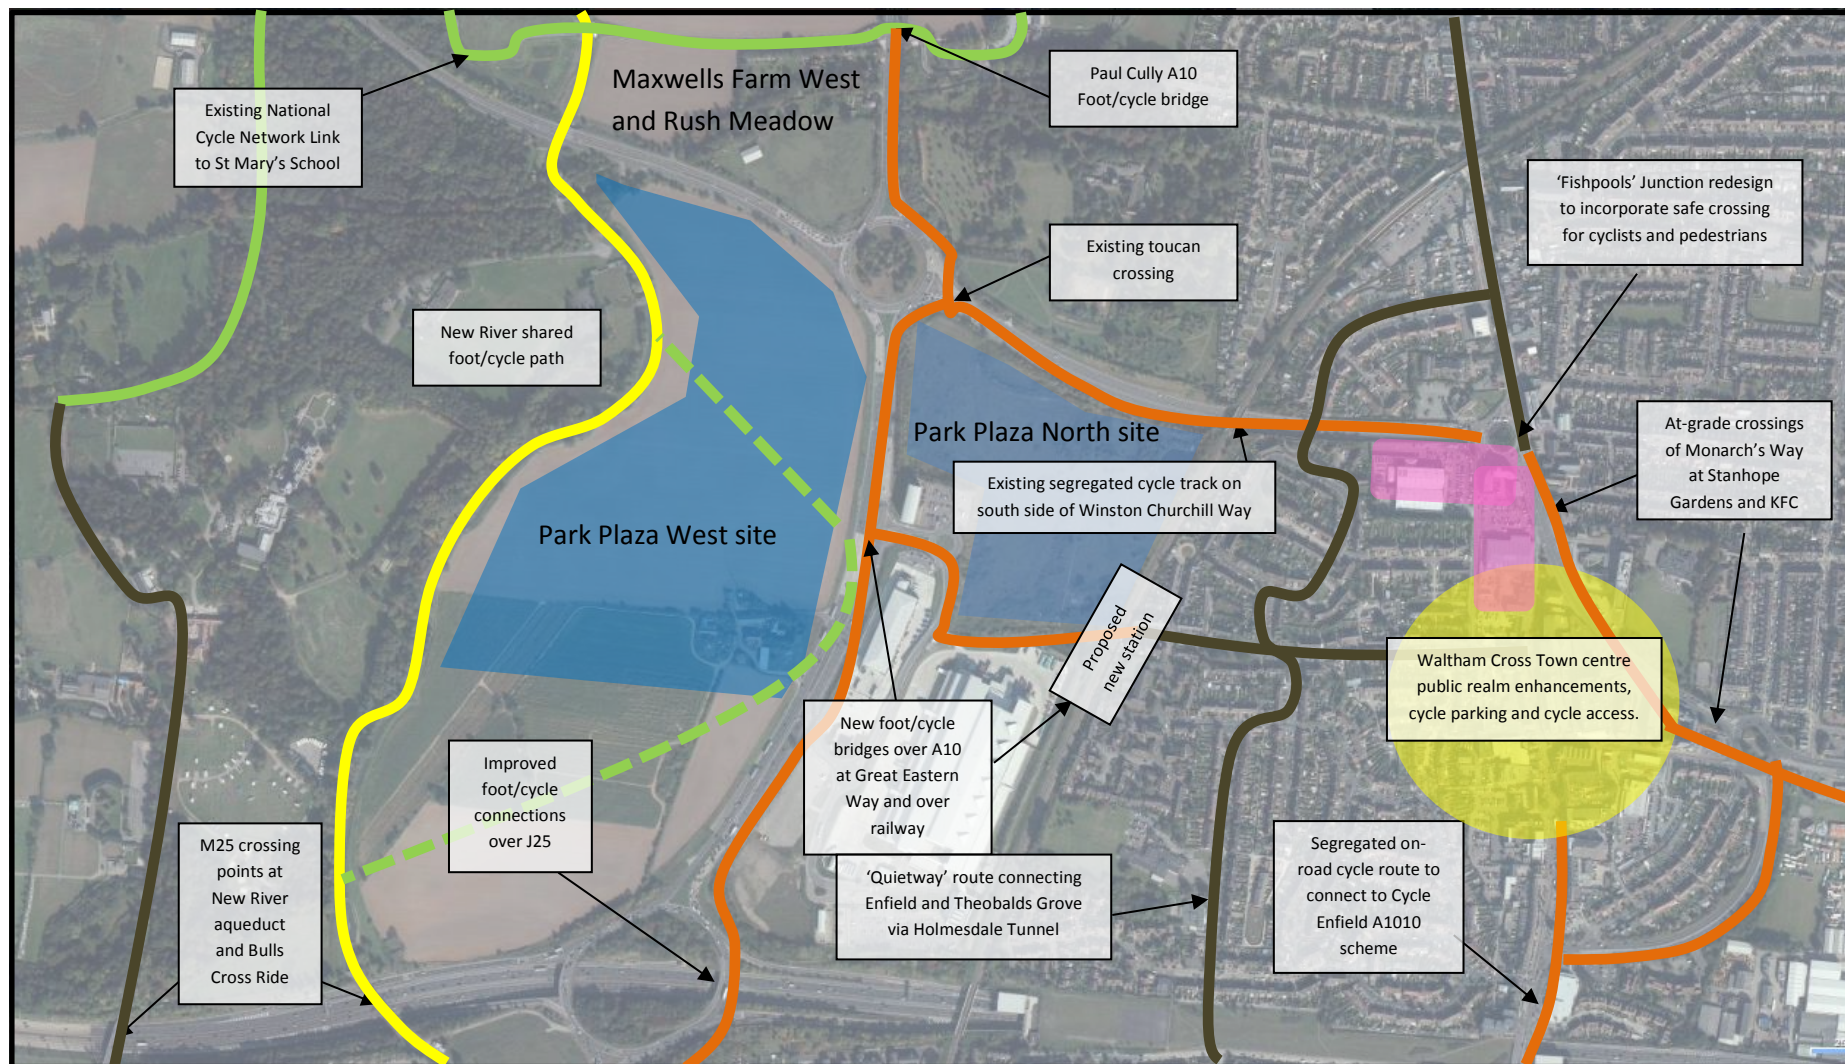 Maxwells Farm West
and Rush Meadow
Paul Cully A10
Foot/cycle bridge
Existing National
Cycle Network Link
to St Mary’s School
‘Fishpools’ Junction redesign
to incorporate safe crossing
for cyclists and pedestrians
Existing toucan
crossing
New River shared
foot/cycle path
At-grade crossings
of Monarch’s Way
at Stanhope
Gardens and KFC
Park Plaza North site
Existing segregated cycle track on
south side of Winston Churchill Way
Park Plaza West site
Proposed
new station
Waltham Cross Town centre
public realm enhancements,
cycle parking and cycle access.
New foot/cycle
bridges over A10
at Great Eastern
Way and over
railway
Improved
foot/cycle
connections
over J25
M25 crossing
points at
New River
aqueduct
and Bulls
Cross Ride
‘Quietway’ route connecting
Enfield and Theobalds Grove
via Holmesdale Tunnel
Segregated on-
road cycle route to
connect to Cycle
Enfield A1010
scheme